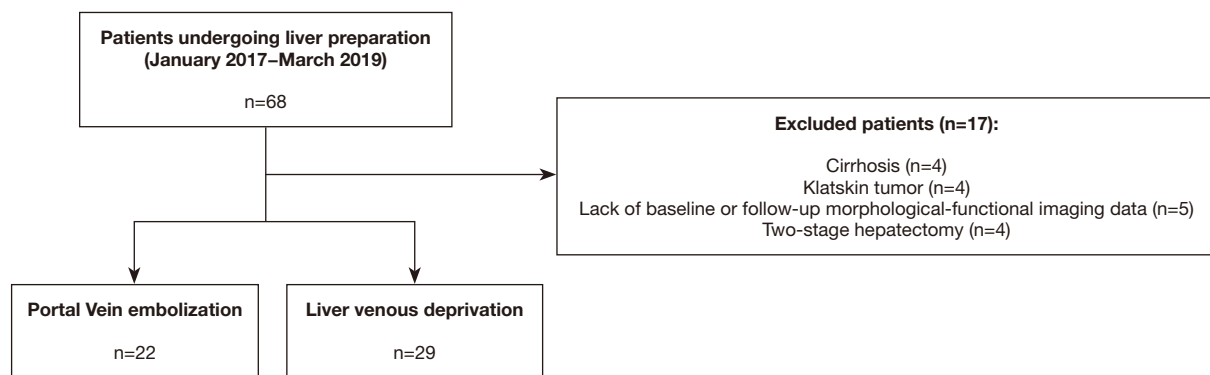 Patients undergoing liver preparation
(January 2017–March 2019)
n=68
Excluded patients (n=17):
Cirrhosis (n=4)
Klatskin tumor (n=4)
Lack of baseline or follow-up morphological-functional imaging data (n=5)
Two-stage hepatectomy (n=4)
Portal Vein embolization
n=22
Liver venous deprivation
n=29